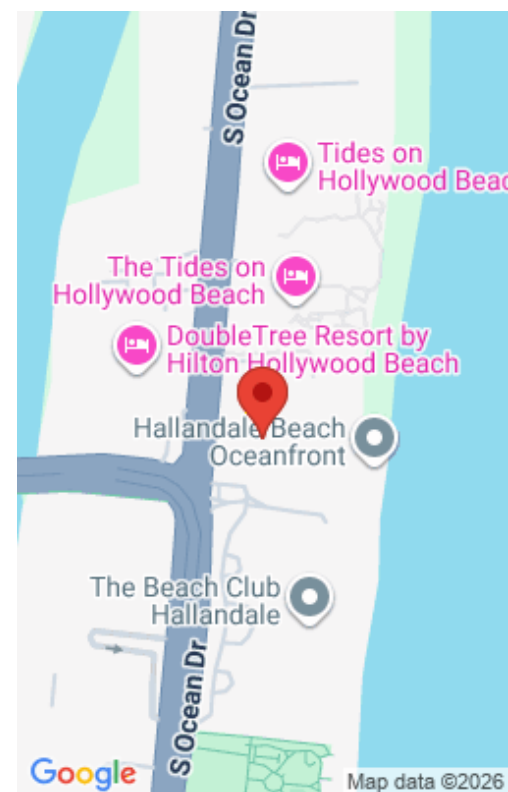 S Ocean Dr
Tides on
Hollywood Beac
The Tides on
Hollywood Beach
DoubleTree Resort by
Hilton Hollywood Beach
Hallandale Beach
Oceanfront
The Beach Club
Hallandale
S Ocean Dr
Google
Map data ©2026